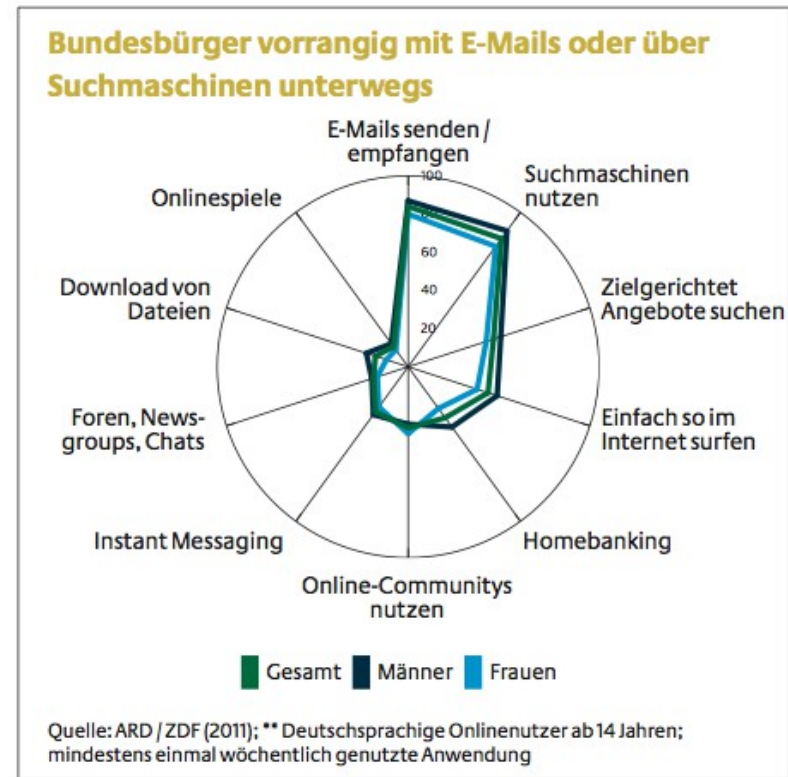 Bundesbürger vorrangig mit E-Mails oder über
Suchmaschinen unterwegs
E-Mails senden /
empfangen
Suchmaschinen
nutzen
Zielgerichtet
Angebote suchen
Einfach so im
Internet surfen
Homebanking
Online-Communitys
nutzen
Instant Messaging
Foren, News-
groups, Chats
Download von
Dateien
Onlinespiele
100
80
60
40
20
Gesamt
Männer
Frauen
Quelle: ARD / ZDF (2011); ** Deutschsprachige Onlinenutzer ab 14 Jahren;
mindestens einmal wöchentlich genutzte Anwendung